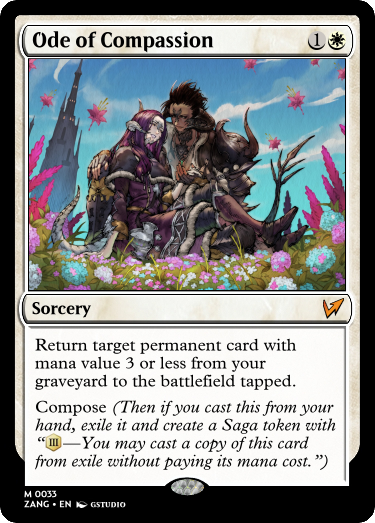 Ode of Compassion 1
Sorcery
Return target permanent card with
mana value 3 or less from your
graveyard to the battlefield tapped.
Compose (Then if you cast this from your
hand, exile it and create a Saga token with
“III—You may cast a copy of this card
from exile without paying its mana cost.”)
M 0033
ZANG • EN GSTUDIO